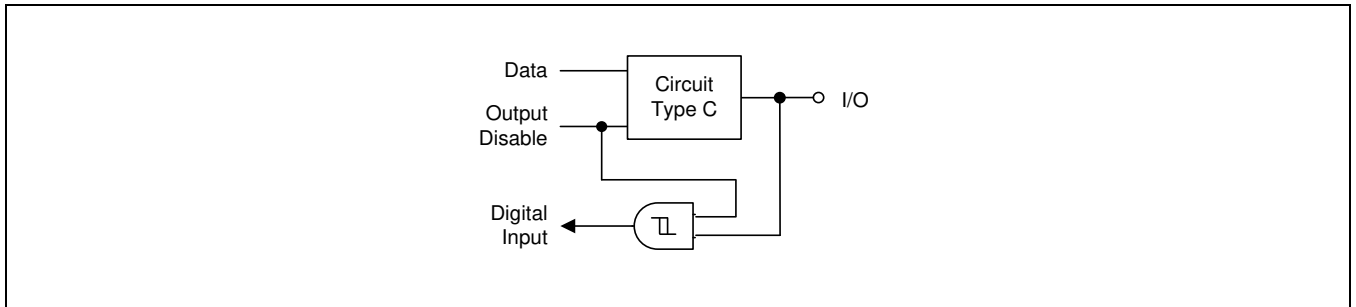 Data
Circuit
Type C
I/O
Output
Disable
Digital
Input